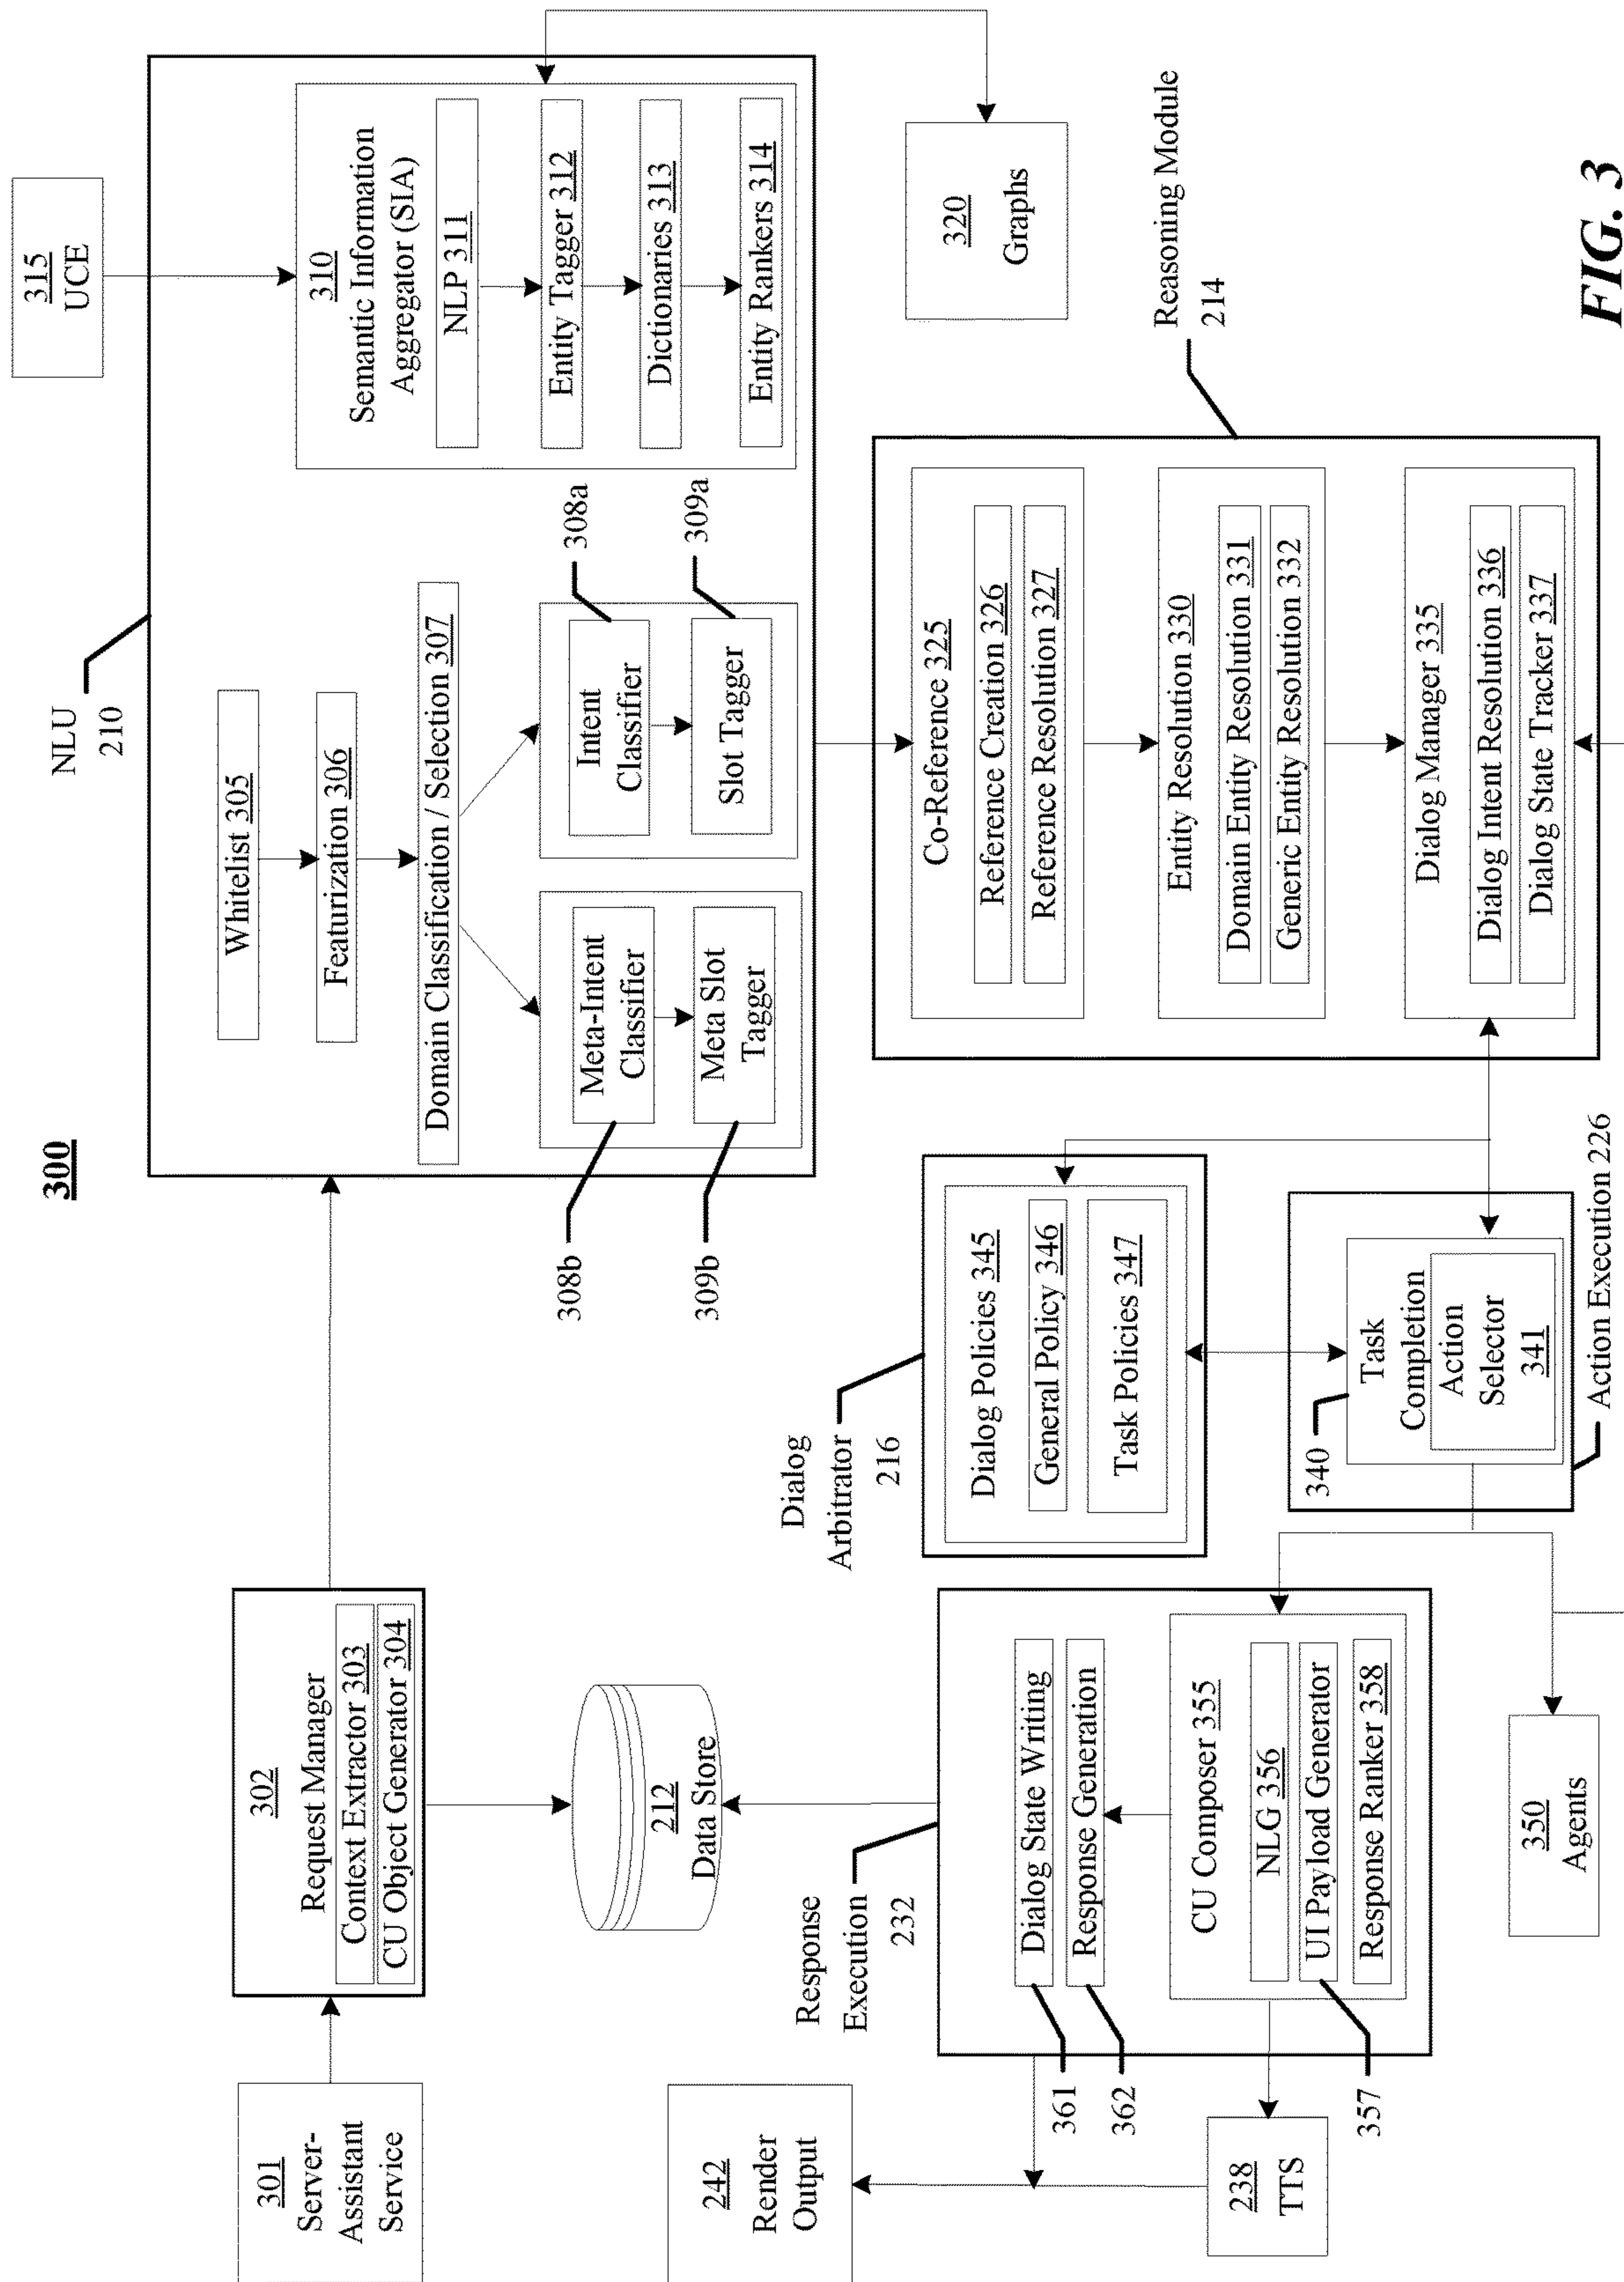 300
301
Server-
Assistant
Service
302
Request Manager
Context Extractor 303
CU Object Generator 304
212
Data Store
NLU
210
Whitelist 305
Featurization 306
Domain Classification / Selection 307
Meta-Intent
Classifier
Meta Slot
Tagger
308b
309b
Intent
Classifier
Slot Tagger
308a
309a
315
UCE
310
Semantic Information
Aggregator (SIA)
NLP 311
Entity Tagger 312
Dictionaries 313
Entity Rankers 314
320
Graphs
Reasoning Module
214
Co-Reference 325
Reference Creation 326
Reference Resolution 327
Entity Resolution 330
Domain Entity Resolution 331
Generic Entity Resolution 332
Dialog Manager 335
Dialog Intent Resolution 336
Dialog State Tracker 337
Dialog
Arbitrator
216
Dialog Policies 345
General Policy 346
Task Policies 347
340
Task
Completion
Action
Selector
341
Action Execution 226
Response
Execution
232
Dialog State Writing
Response Generation
361
362
CU Composer 355
NLG 356
UI Payload Generator
Response Ranker 358
357
242
Render
Output
238
TTS
350
Agents
FIG. 3